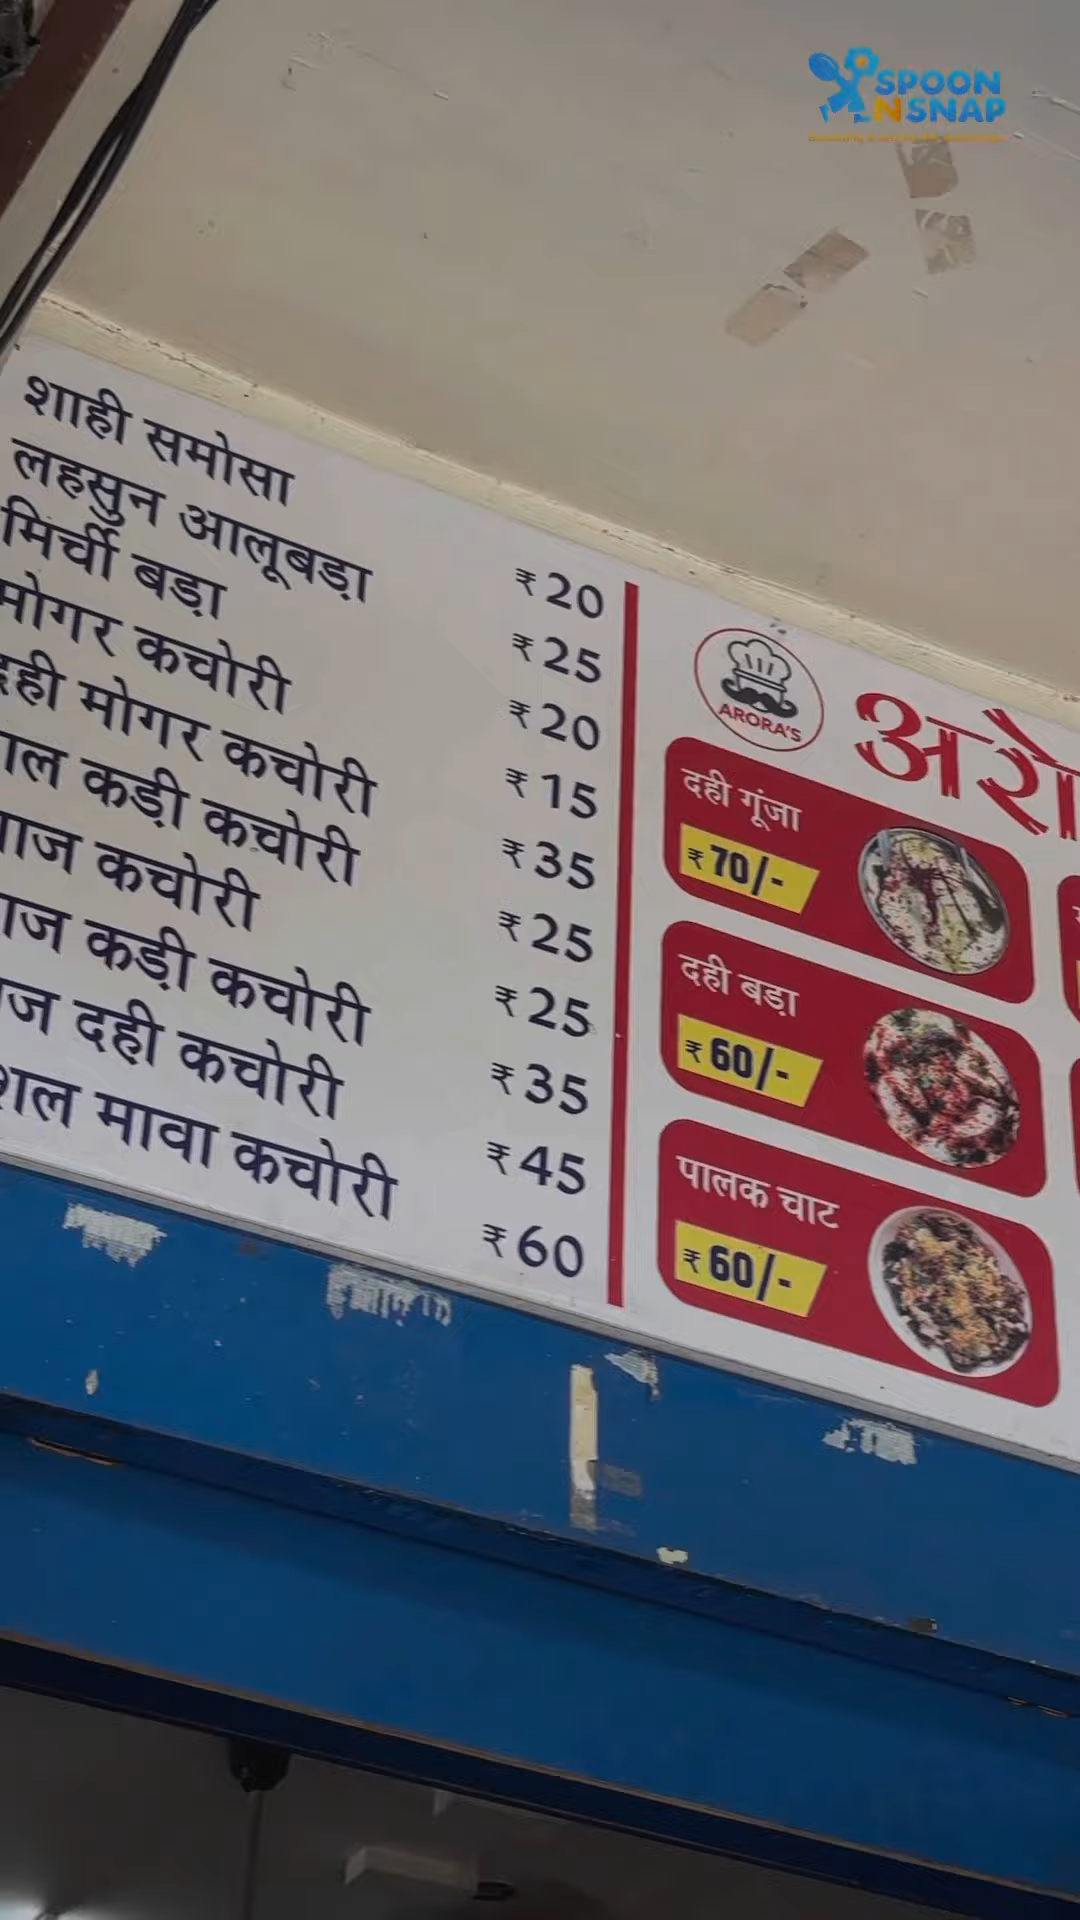 SPOON
N SNAP
शाही समोसा ₹20
लहसुन आलूबड़ा ₹25
मिर्ची बड़ा ₹20
मोगर कचोरी ₹15
दही मोगर कचोरी ₹35
कड़ी कचोरी ₹25
कचोरी ₹25
कड़ी कचोरी ₹35
दही कचोरी ₹45
मावा कचोरी ₹60
ARORA'S
दही गूंजा
₹70/-
दही बड़ा
₹60/-
पालक चाट
₹60/-